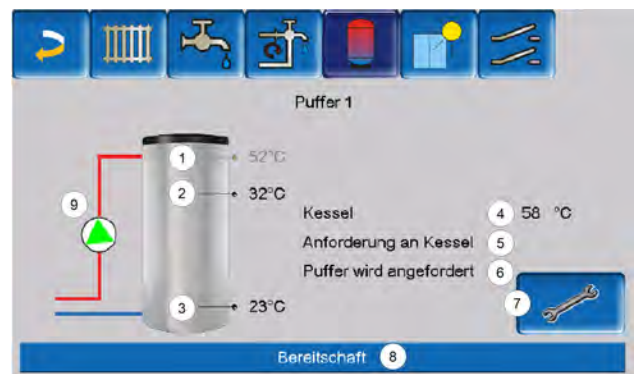 Puffer 1
1 52°C
2 32°C
9
Kessel 4 58 °C
Anforderung an Kessel 5
Puffer wird angefordert 6
3 23°C
7
Bereitschaft 8